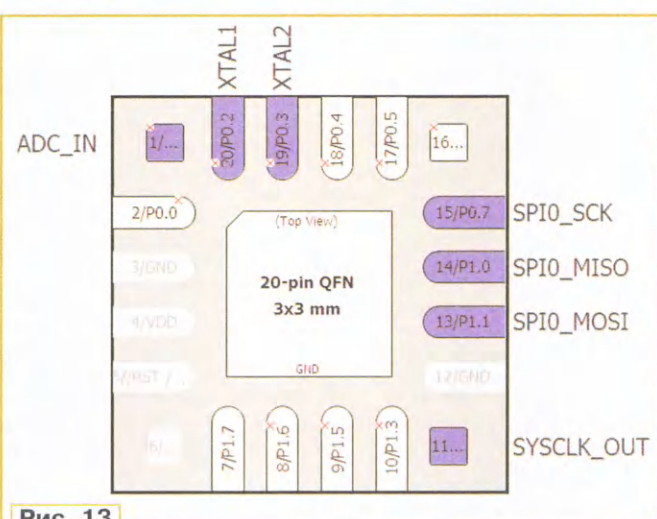 XTAL1
XTAL2
ADC_IN
1/...
20/P0.2
19/P0.3
18/P0.4
17/P0.5
16...
2/P0.0
(Top View)
15/P0.7
SPI0_SCK
3/GND
20-pin QFN
14/P1.0
SPI0_MISO
4/VDD
3x3 mm
13/P1.1
SPI0_MOSI
GND
12/GND
7/P1.7
8/P1.6
9/P1.5
10/P1.3
11...
SYSCLK_OUT
Рис. 13